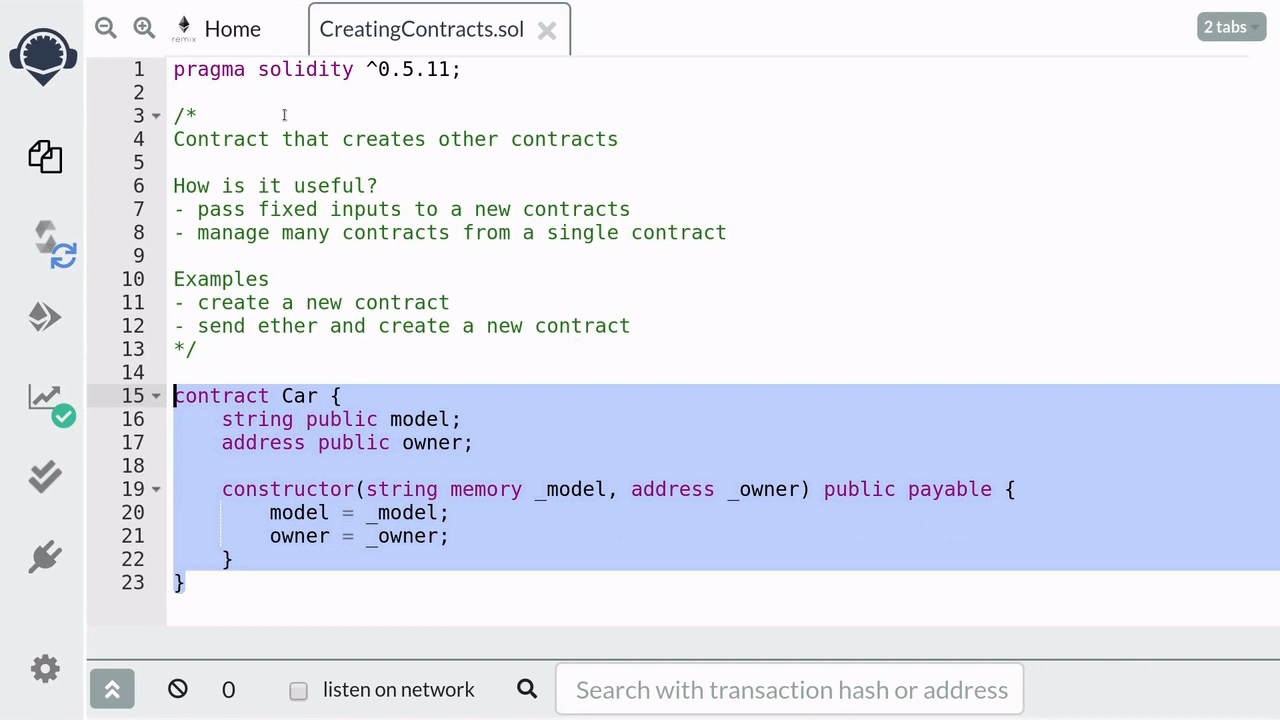 remix
Home
CreatingContracts.sol
2 tabs
1 pragma solidity ^0.5.11;
2
3 /*
4 Contract that creates other contracts
5
6 How is it useful?
7 - pass fixed inputs to a new contracts
8 - manage many contracts from a single contract
9
10 Examples
11 - create a new contract
12 - send ether and create a new contract
13 */
14
15 contract Car {
16 string public model;
17 address public owner;
18
19 constructor(string memory _model, address _owner) public payable {
20 model = _model;
21 owner = _owner;
22 }
23 }
0
listen on network
Search with transaction hash or address